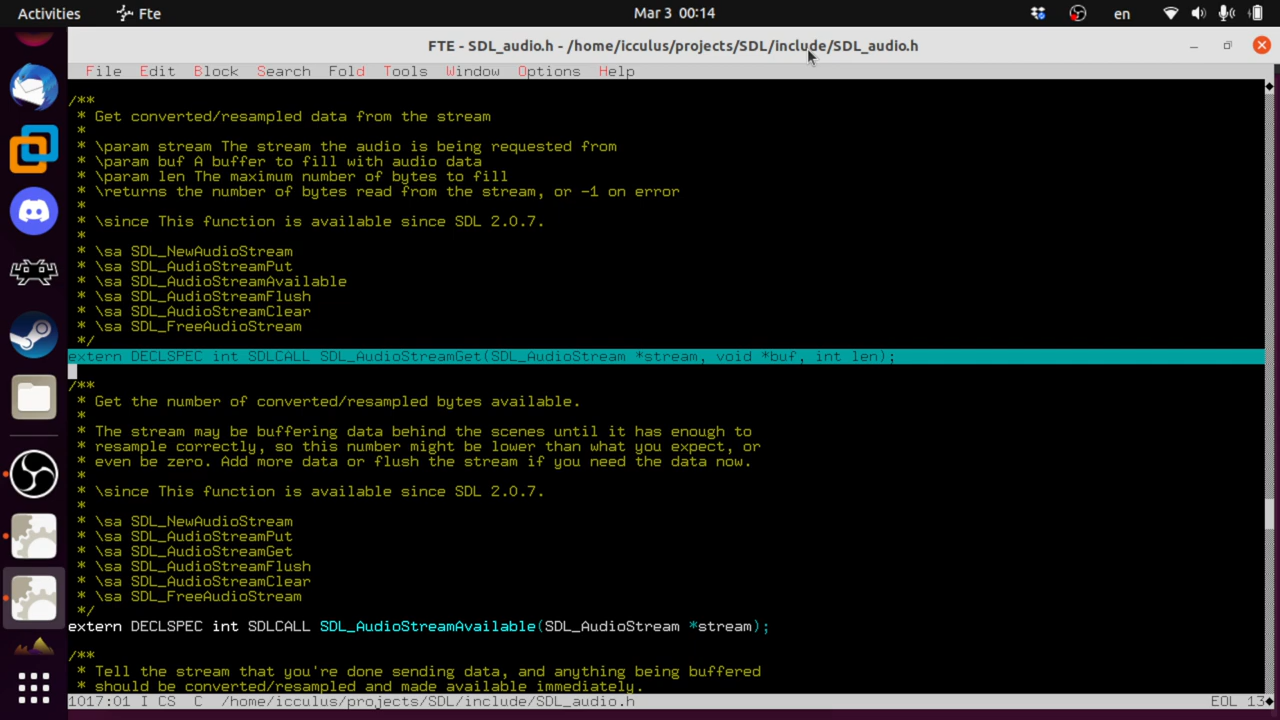 Activities Fte Mar 3 00:14 en
FTE - SDL_audio.h - /home/icculus/projects/SDL/include/SDL_audio.h
File Edit Block Search Fold Tools Window Options Help
/**
 * Get converted/resampled data from the stream
 *
 * \param stream The stream the audio is being requested from
 * \param buf A buffer to fill with audio data
 * \param len The maximum number of bytes to fill
 * \returns the number of bytes read from the stream, or -1 on error
 *
 * \since This function is available since SDL 2.0.7.
 *
 * \sa SDL_NewAudioStream
 * \sa SDL_AudioStreamPut
 * \sa SDL_AudioStreamAvailable
 * \sa SDL_AudioStreamFlush
 * \sa SDL_AudioStreamClear
 * \sa SDL_FreeAudioStream
 */
extern DECLSPEC int SDLCALL SDL_AudioStreamGet(SDL_AudioStream *stream, void *buf, int len);
/**
 * Get the number of converted/resampled bytes available.
 *
 * The stream may be buffering data behind the scenes until it has enough to
 * resample correctly, so this number might be lower than what you expect, or
 * even be zero. Add more data or flush the stream if you need the data now.
 *
 * \since This function is available since SDL 2.0.7.
 *
 * \sa SDL_NewAudioStream
 * \sa SDL_AudioStreamPut
 * \sa SDL_AudioStreamGet
 * \sa SDL_AudioStreamFlush
 * \sa SDL_AudioStreamClear
 * \sa SDL_FreeAudioStream
 */
extern DECLSPEC int SDLCALL SDL_AudioStreamAvailable(SDL_AudioStream *stream);
/**
 * Tell the stream that you're done sending data, and anything being buffered
 * should be converted/resampled and made available immediately.
1017:01 I CS C /home/icculus/projects/SDL/include/SDL_audio.h EOL 13